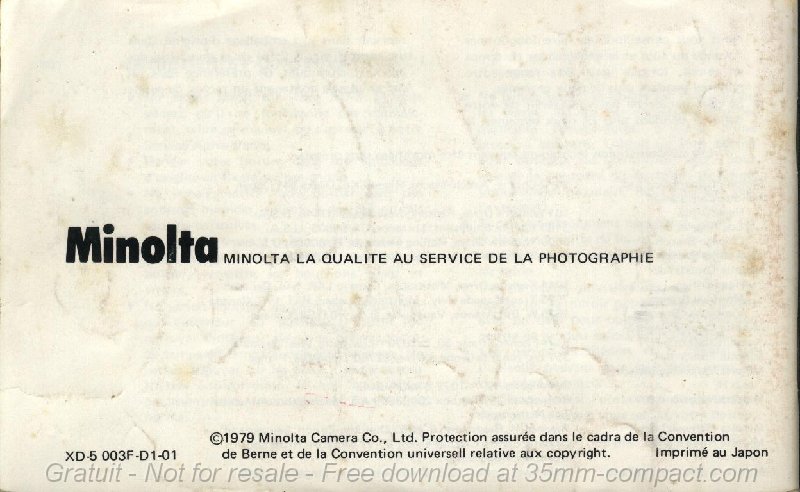 Minolta MINOLTA LA QUALITE AU SERVICE DE LA PHOTOGRAPHIE
©1979 Minolta Camera Co., Ltd. Protection assurée dans le cadra de la Convention
XD-5 003F-D1-01 de Berne et de la Convention universell relative aux copyright. Imprimé au Japon
Gratuit - Not for resale - Free download at 35mm-compact.com